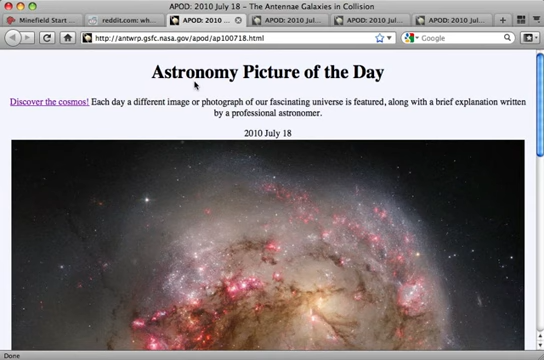 APOD: 2010 July 18 – The Antennae Galaxies in Collision
Minefield Start ...
reddit.com: wh...
APOD: 2010 J...
APOD: 2010 Jul...
APOD: 2010 Jul...
APOD: 2010 Jul...
http://antwrp.gsfc.nasa.gov/apod/ap100718.html
Google
Astronomy Picture of the Day
Discover the cosmos! Each day a different image or photograph of our fascinating universe is featured, along with a brief explanation written
by a professional astronomer.
2010 July 18
Done